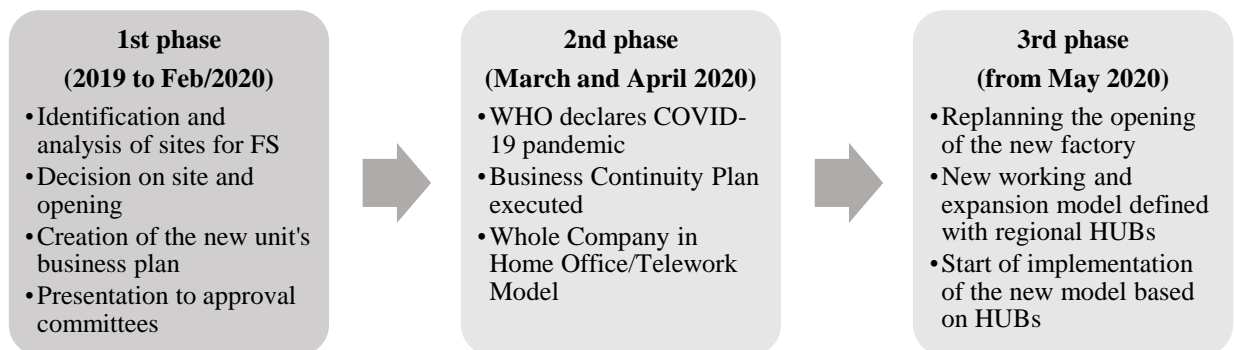 1st phase
(2019 to Feb/2020)
•Identification and
analysis of sites for FS
•Decision on site and
opening
•Creation of the new unit's
business plan
•Presentation to approval
committees
2nd phase
(March and April 2020)
•WHO declares COVID-
19 pandemic
•Business Continuity Plan
executed
•Whole Company in
Home Office/Telework
Model
3rd phase
(from May 2020)
•Replanning the opening
of the new factory
•New working and
expansion model defined
with regional HUBs
•Start of implementation
of the new model based
on HUBs